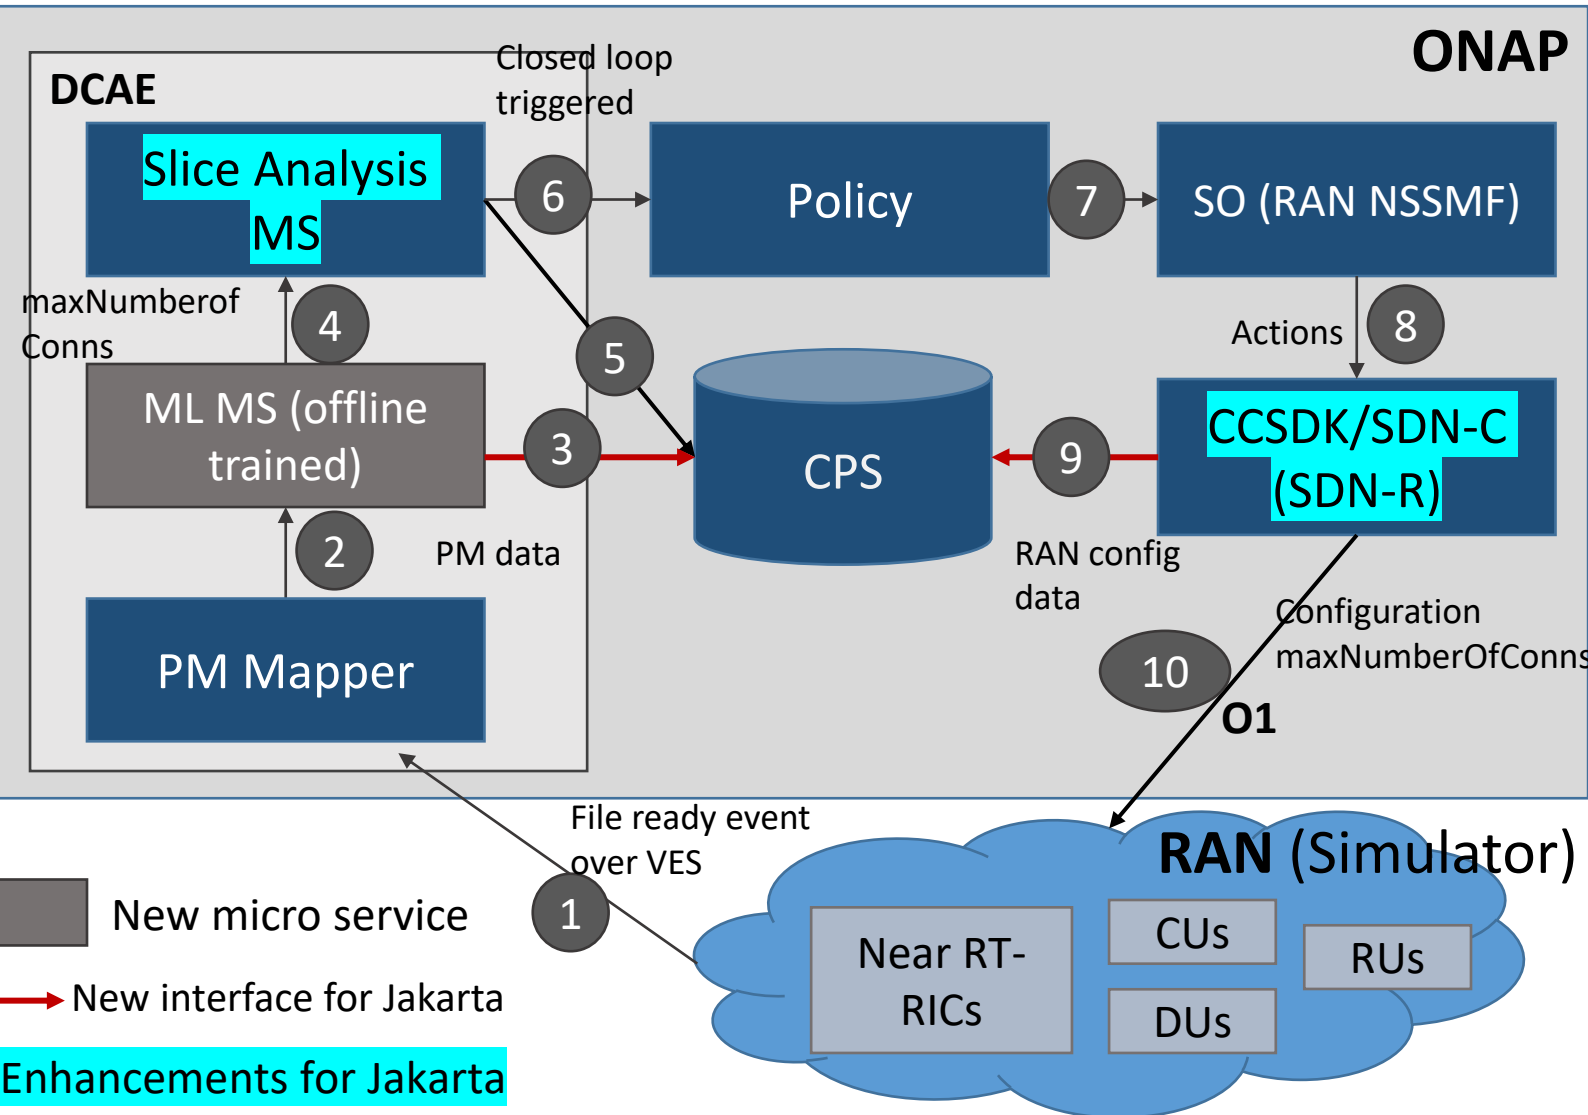 ONAP
DCAE
Closed loop
triggered
Slice Analysis
MS
6
Policy
7
SO (RAN NSSMF)
maxNumberof
Conns
4
5
Actions
8
ML MS (offline
trained)
3
CPS
9
CCSDK/SDN-C
(SDN-R)
2
PM data
RAN config
data
PM Mapper
Configuration
maxNumberOfConns
10
O1
File ready event
over VES
1
RAN (Simulator)
Near RT-
RICs
CUs
RUs
DUs
New micro service
New interface for Jakarta
Enhancements for Jakarta